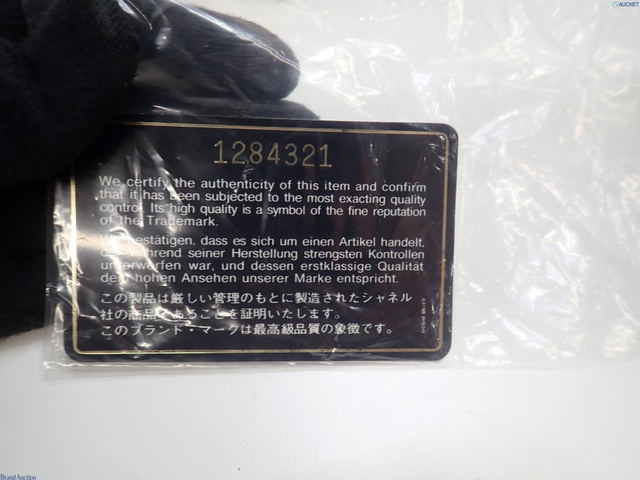 AUCNET
1284321
We certify the authenticity of this item and confirm
that it has been subjected to the most exacting quality
control. Its high quality is a symbol of the fine reputation
of the Trademark.
Wir bestätigen, dass es sich um einen Artikel handelt,
der während seiner Herstellung strengsten Kontrollen
unterworfen war, und dessen erstklassige Qualität
dem hohen Ansehen unserer Marke entspricht.
この製品は厳しい管理のもとに製造されたシャネル
社の商品であることを証明いたします。
このブランド・マークは最高級品質の象徴です。
Brand Auction